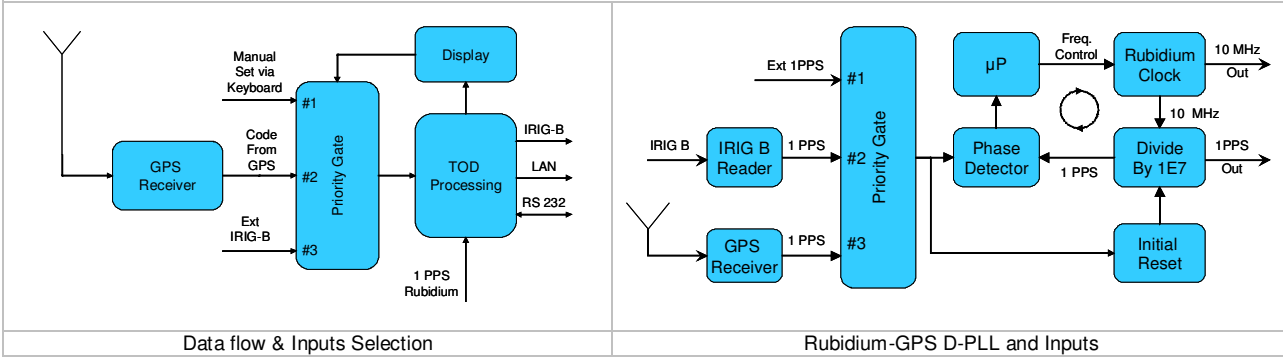 Manual
Set via
Keyboard
#1
Display
GPS
Receiver
Code
From
GPS
#2
Priority Gate
TOD
Processing
IRIG-B
LAN
RS 232
Ext
IRIG-B
#3
1 PPS
Rubidium
Data flow & Inputs Selection
Ext 1PPS
#1
IRIG B
IRIG B
Reader
1 PPS
#2
Priority Gate
GPS
Receiver
1 PPS
#3
µP
Freq.
Control
Rubidium
Clock
10 MHz
Out
10 MHz
Phase
Detector
1 PPS
Divide
By 1E7
1PPS
Out
Initial
Reset
Rubidium-GPS D-PLL and Inputs